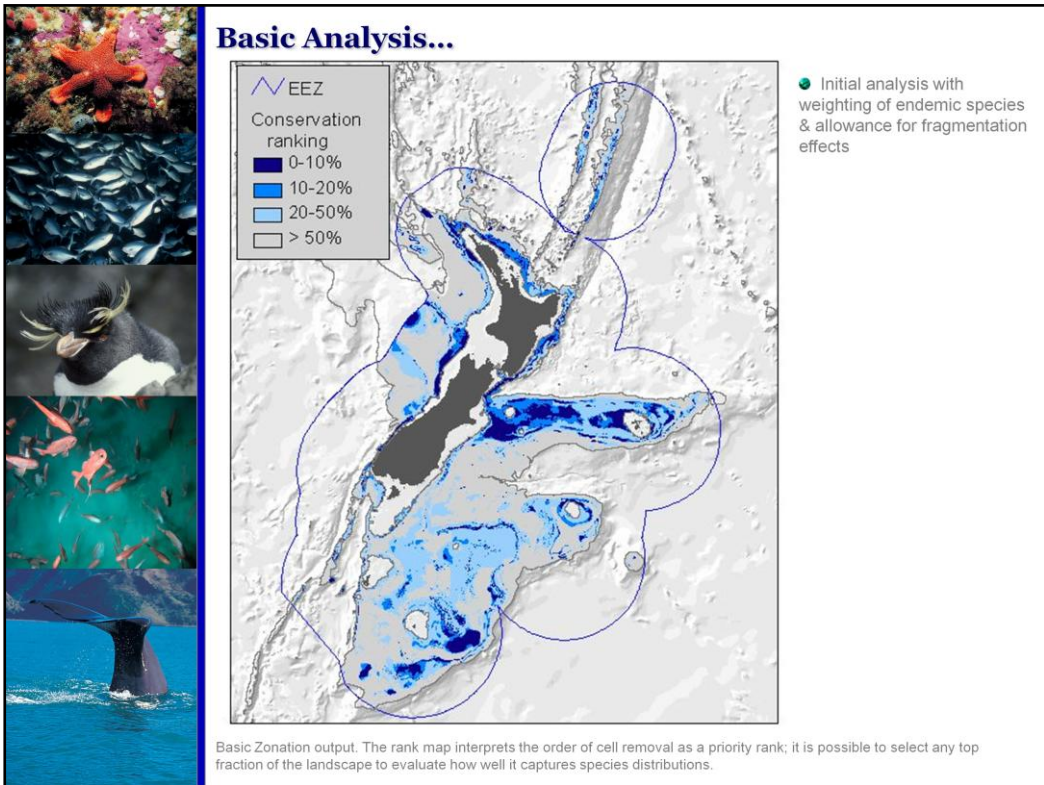 Basic Analysis...
EEZ
Conservation
ranking
0-10%
10-20%
20-50%
> 50%
Initial analysis with
weighting of endemic species
& allowance for fragmentation
effects
Basic Zonation output. The rank map interprets the order of cell removal as a priority rank; it is possible to select any top
fraction of the landscape to evaluate how well it captures species distributions.